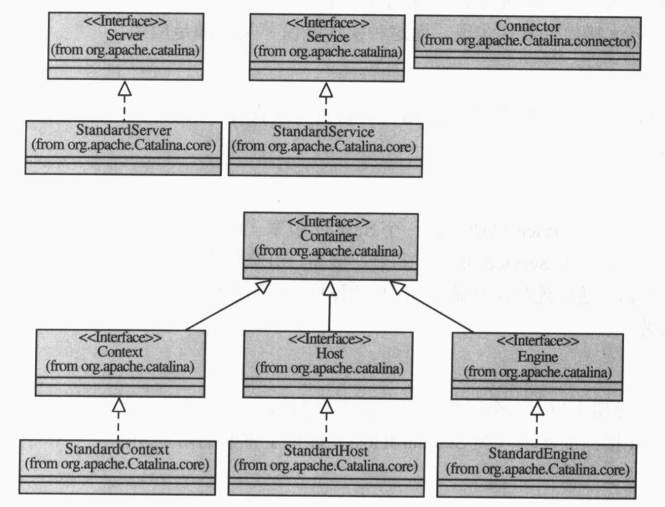 <<Interface>>
Server
(from org.apache.catalina)
<<Interface>>
Service
(from org.apache.catalina)
Connector
(from org.apache.Catalina.connector)
StandardServer
(from org.apache.Catalina.core)
StandardService
(from org.apache.Catalina.core)
<<Interface>>
Container
(from org.apache.catalina)
<<Interface>>
Context
(from org.apache.catalina)
<<Interface>>
Host
(from org.apache.catalina)
<<Interface>>
Engine
(from org.apache.catalina)
StandardContext
(from org.apache.Catalina.core)
StandardHost
(from org.apache.Catalina.core)
StandardEngine
(from org.apache.Catalina.core)